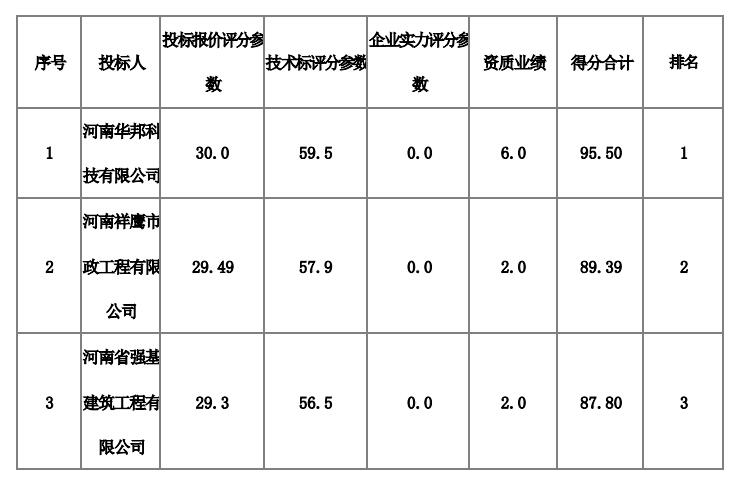 序号
投标人
投标报价评分参
数
技术标评分参数
企业实力评分参
数
资质业绩
得分合计
排名
1
河南华邦科
技有限公司
30.0
59.5
0.0
6.0
95.50
1
2
河南祥鹰市
政工程有限
公司
29.49
57.9
0.0
2.0
89.39
2
3
河南省强基
建筑工程有
限公司
29.3
56.5
0.0
2.0
87.80
3